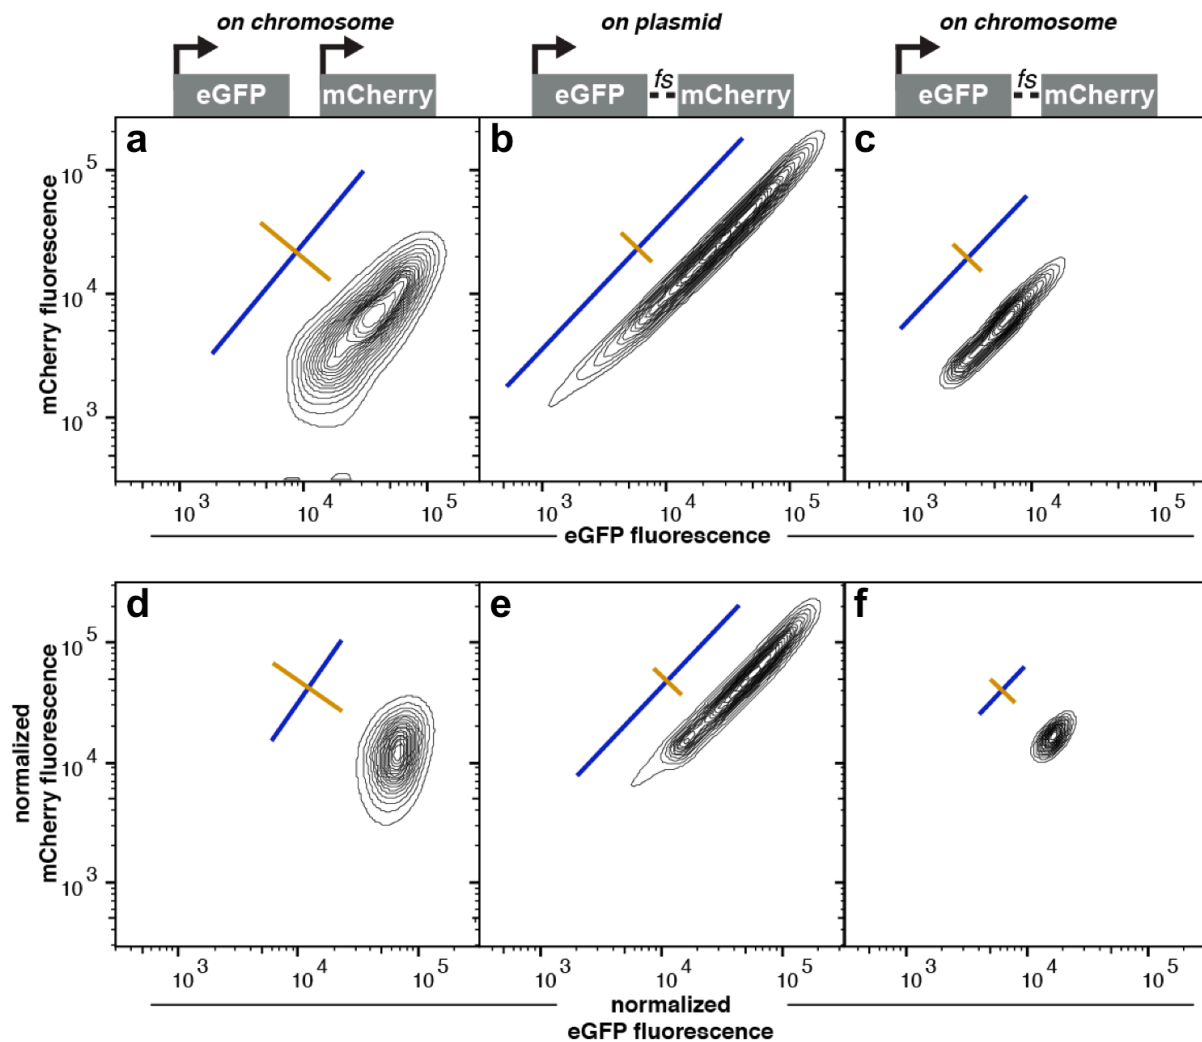 on chromosome on plasmid on chromosome
eGFP mCherry eGFP fs mCherry eGFP fs mCherry
a b c
mCherry fluorescence
10^5
10^4
10^3
10^3 10^4 10^5 10^3 10^4 10^5 10^3 10^4 10^5
eGFP fluorescence
d e f
normalized
mCherry fluorescence
10^5
10^4
10^3
10^3 10^4 10^5 10^3 10^4 10^5 10^3 10^4 10^5
normalized
eGFP fluorescence